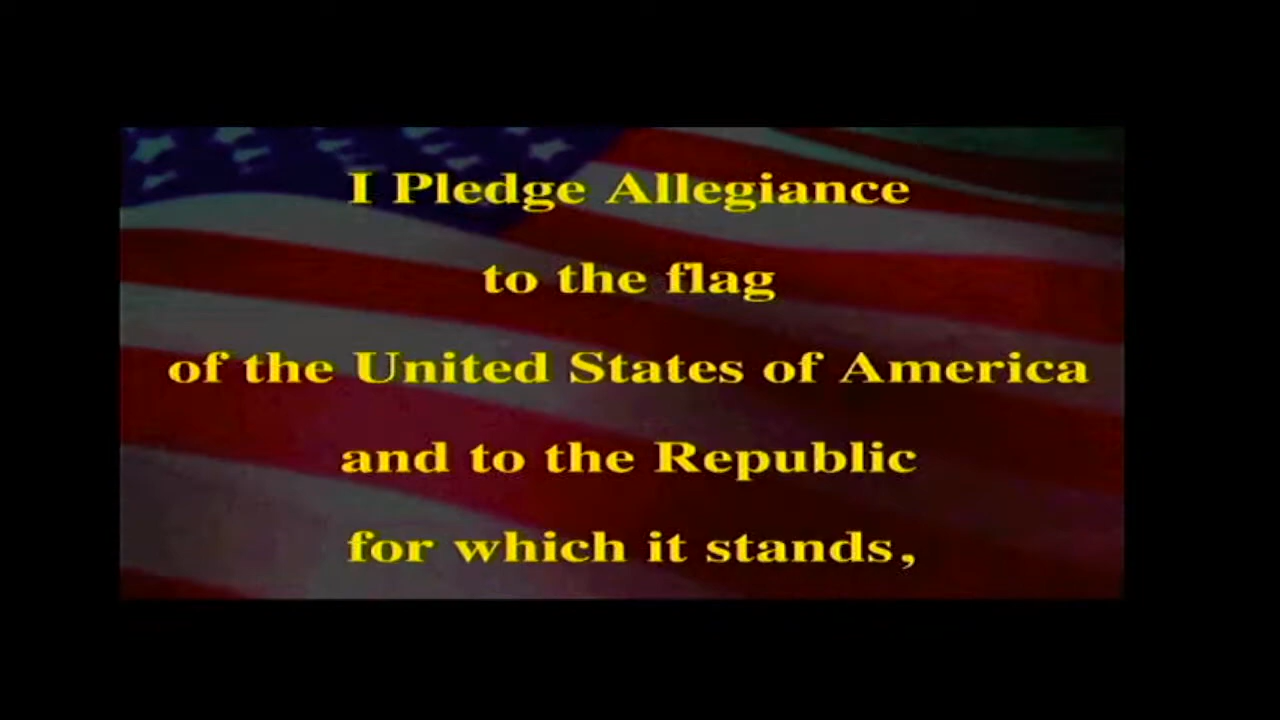 I Pledge Allegiance
to the flag
of the United States of America
and to the Republic
for which it stands,